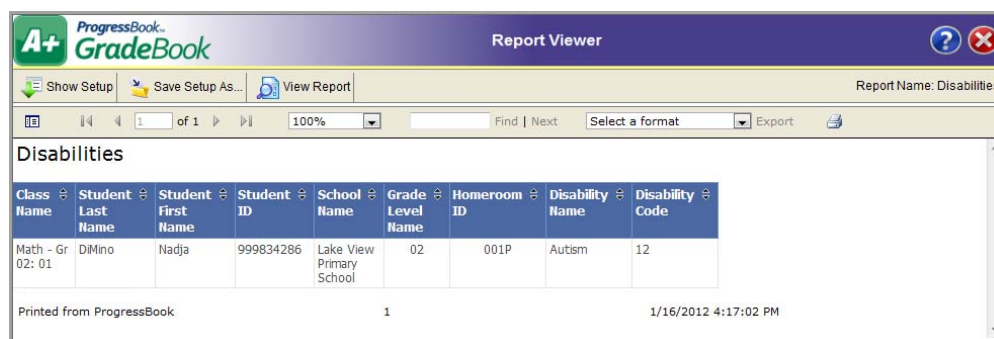 A+ ProgressBook GradeBook Report Viewer ?
Show Setup Save Setup As... View Report Report Name: Disabilitie
1 of 1 100% Find | Next Select a format Export
Disabilities
Class Name Student Last Name Student First Name Student ID School Name Grade Level Name Homeroom ID Disability Name Disability Code
Math - Gr 02: 01 DiMino Nadja 999834286 Lake View Primary School 02 001P Autism 12
Printed from ProgressBook 1 1/16/2012 4:17:02 PM